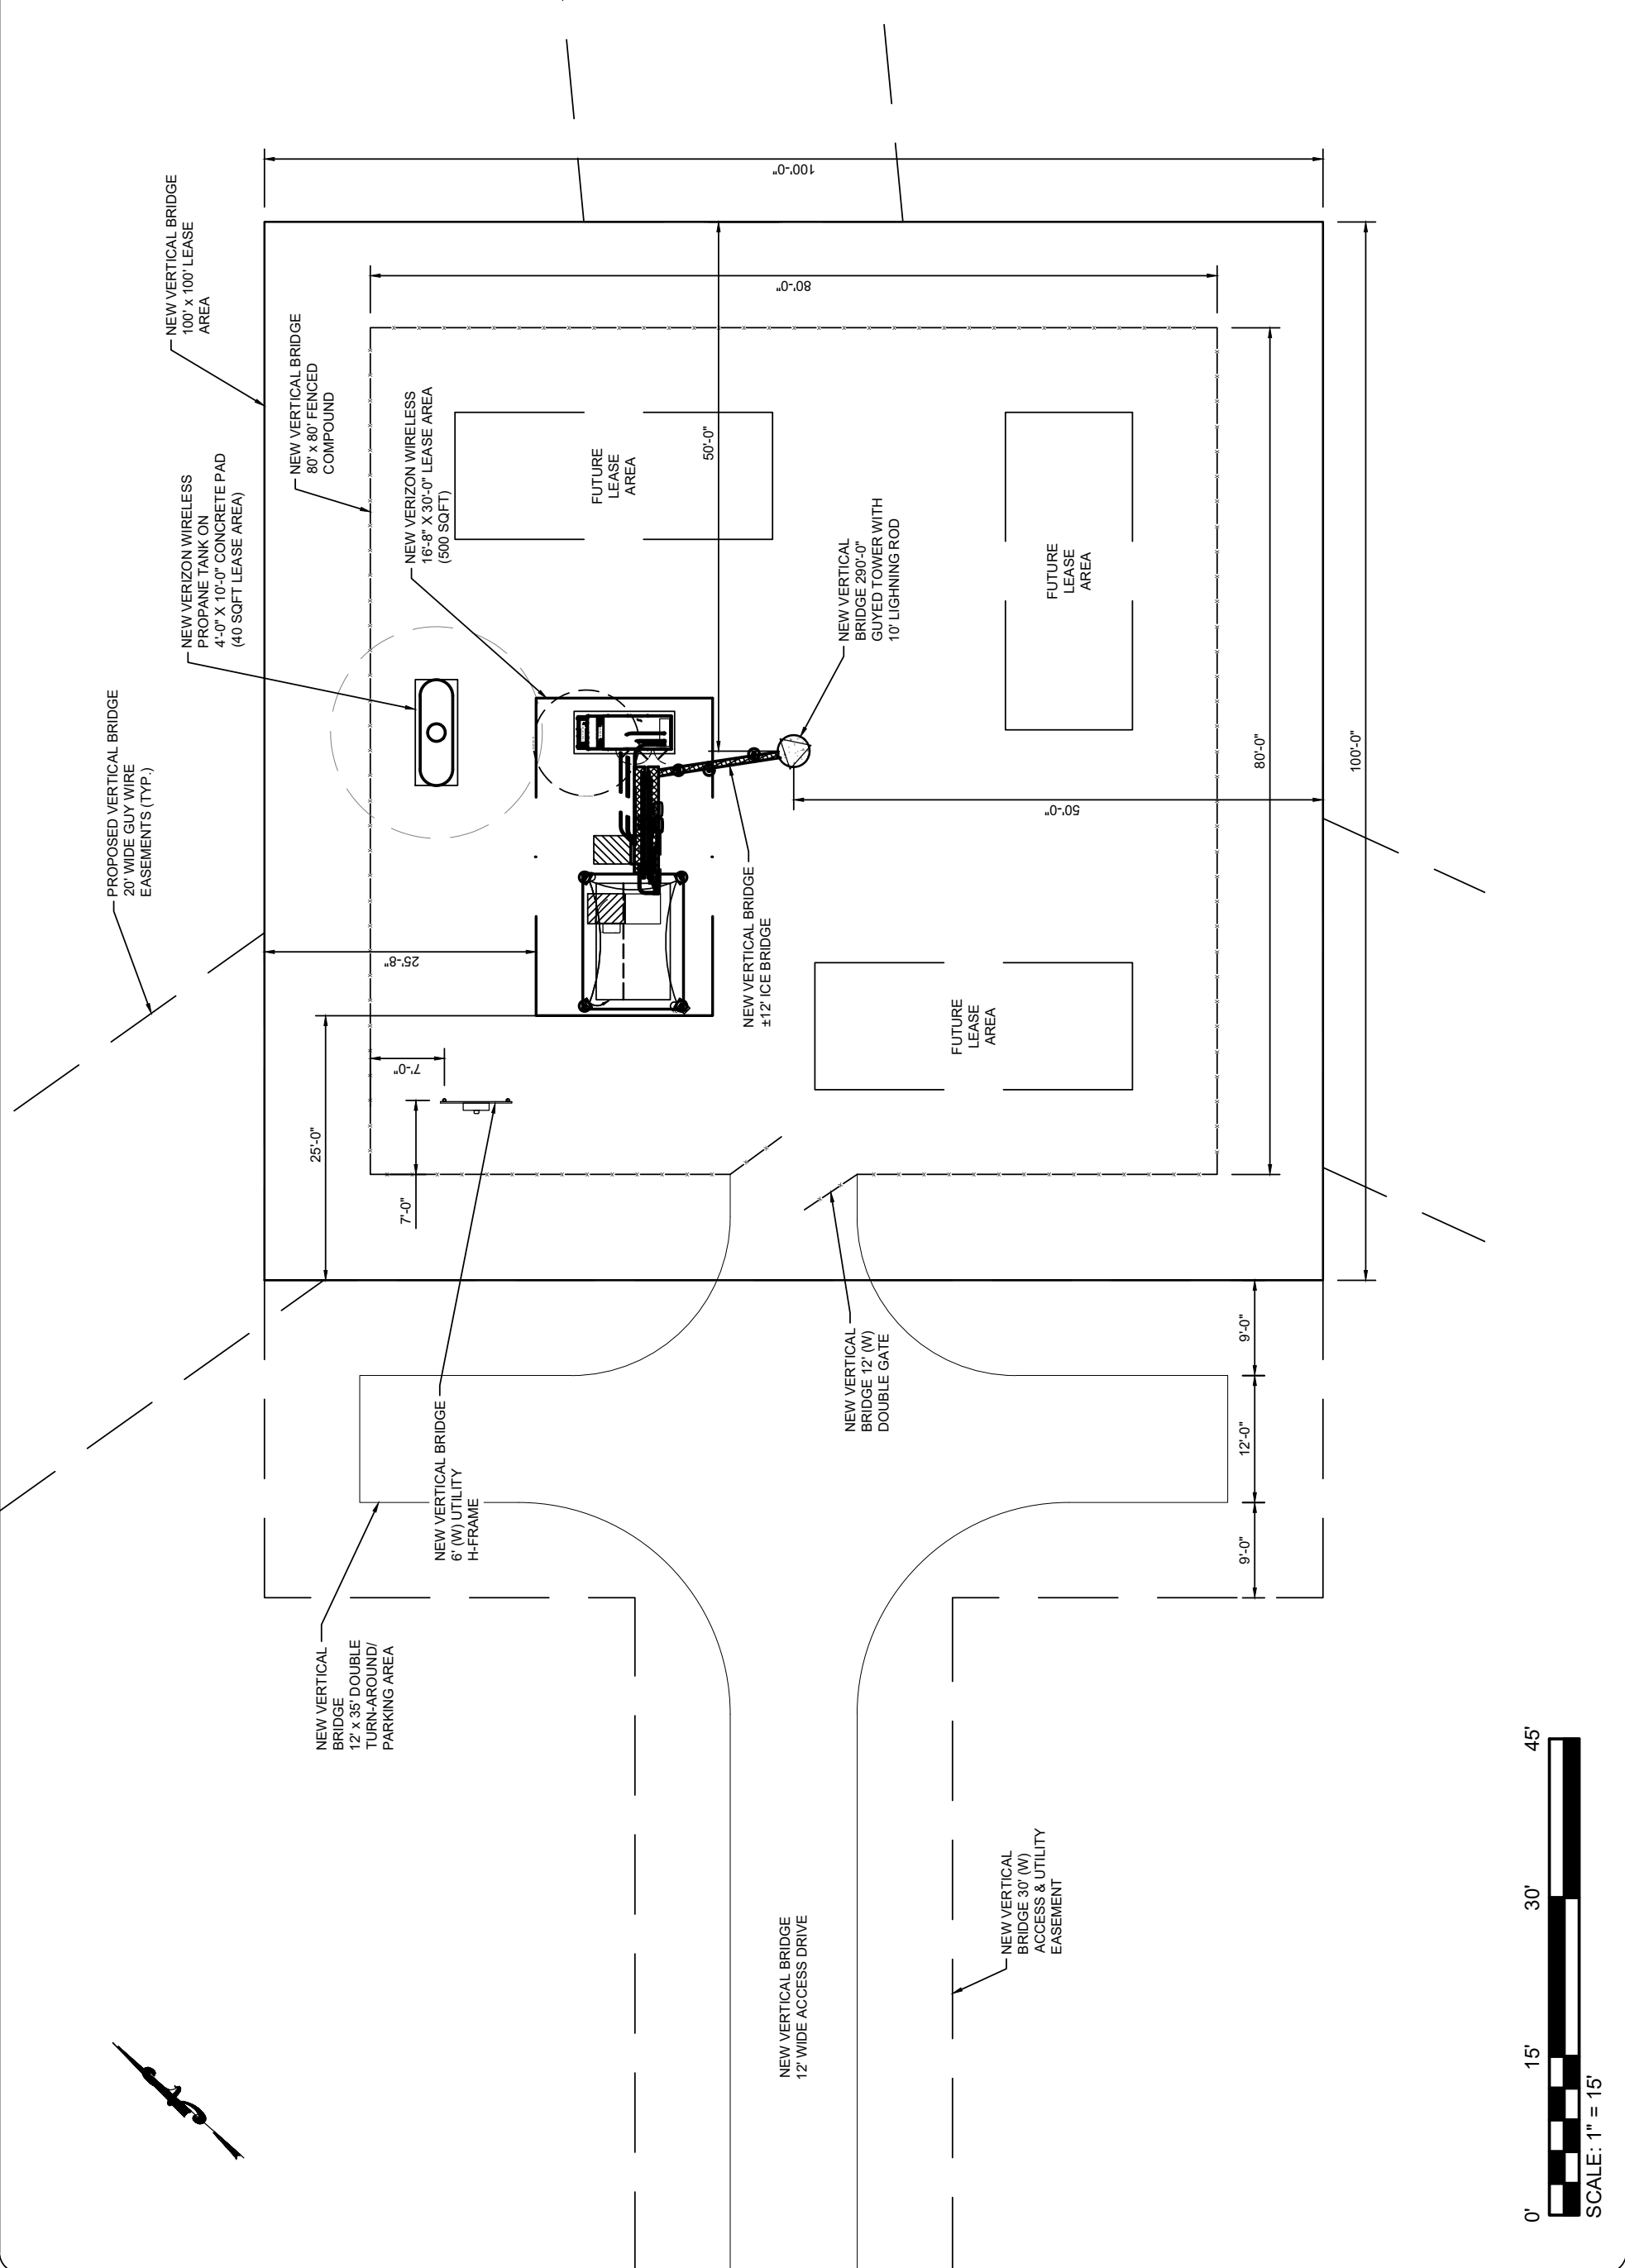 PROPOSED VERTICAL BRIDGE
20' WIDE GUY WIRE
EASEMENTS (TYP.)
NEW VERIZON WIRELESS
PROPANE TANK ON
4'-0" X 10'-0" CONCRETE PAD
(40 SQFT LEASE AREA)
NEW VERTICAL BRIDGE
100' x 100' LEASE
AREA
NEW VERTICAL BRIDGE
80' x 80' FENCED
COMPOUND
NEW VERIZON WIRELESS
16'-8" X 30'-0" LEASE AREA
(500 SQFT)
FUTURE
LEASE
AREA
50'-0"
100'-0"
80'-0"
25'-8"
25'-0"
7'-0"
7'-0"
NEW VERTICAL
BRIDGE 290'-0"
GUYED TOWER WITH
10' LIGHNING ROD
NEW VERTICAL BRIDGE
±12' ICE BRIDGE
FUTURE
LEASE
AREA
FUTURE
LEASE
AREA
50'-0"
80'-0"
100'-0"
NEW VERTICAL
BRIDGE
12' x 35' DOUBLE
TURN-AROUND/
PARKING AREA
NEW VERTICAL BRIDGE
6' (W) UTILITY
H-FRAME
NEW VERTICAL
BRIDGE 12' (W)
DOUBLE GATE
9'-0"
12'-0"
9'-0"
NEW VERTICAL BRIDGE
12' WIDE ACCESS DRIVE
NEW VERTICAL
BRIDGE 30' (W)
ACCESS & UTILITY
EASEMENT
0'
15'
30'
45'
SCALE: 1" = 15'